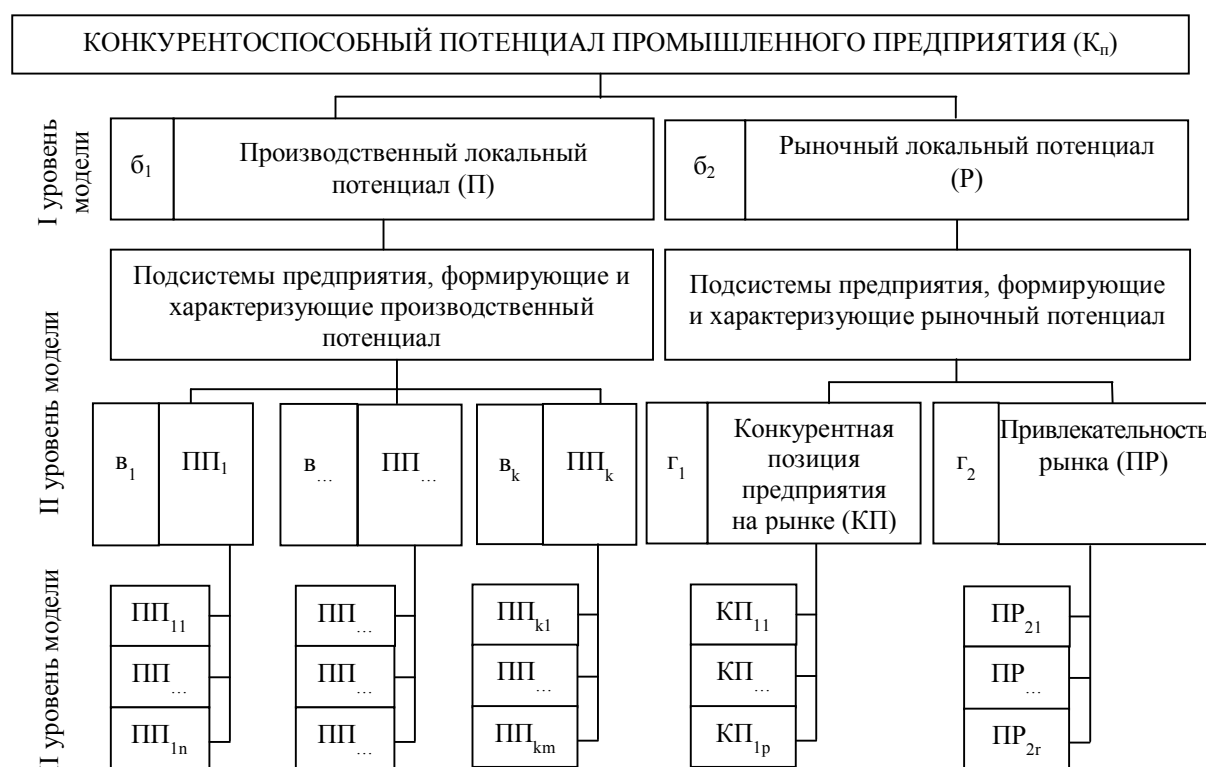 КОНКУРЕНТОСПОСОБНЫЙ ПОТЕНЦИАЛ ПРОМЫШЛЕННОГО ПРЕДПРИЯТИЯ (Кп)
I уровень
модели
б1
Производственный локальный
потенциал (П)
б2
Рыночный локальный потенциал
(Р)
II уровень модели
Подсистемы предприятия, формирующие и
характеризующие производственный
потенциал
Подсистемы предприятия, формирующие
и характеризующие рыночный потенциал
в1
ПП1
в...
ПП...
вk
ППk
г1
Конкурентная
позиция
предприятия
на рынке (КП)
г2
Привлекательность
рынка (ПР)
II уровень модели
ПП11
ПП...
ПП1n
ПП...
ПП...
ПП...
ППk1
ПП...
ППkm
КП11
КП...
КП1p
ПР21
ПР...
ПР2r